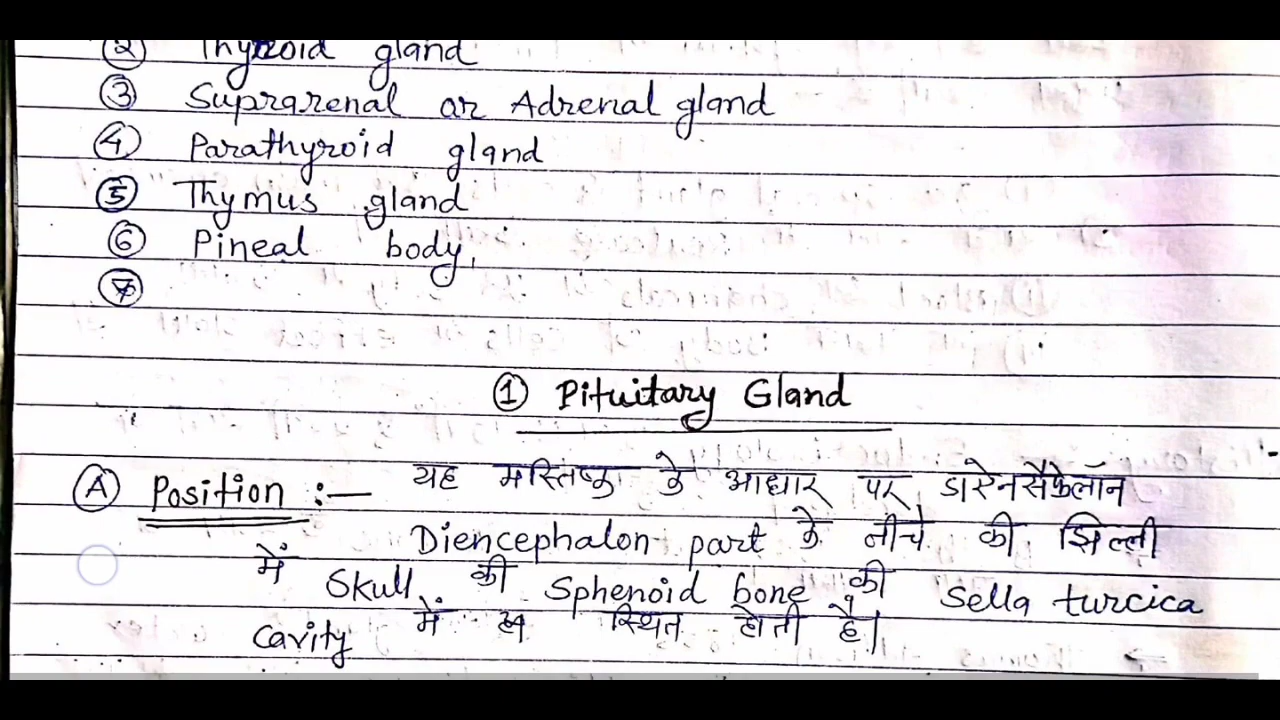 ② Thyroid gland
③ Suprarenal or Adrenal gland
④ Parathyroid gland
⑤ Thymus gland
⑥ Pineal body,
⑦
① Pituitary Gland
Ⓐ Position :— यह मस्तिष्क के आधार पर डाऐनसैफेलॉन
Diencephalon part के नीचे की झिल्ली
में Skull की Sphenoid bone की Sella turcica
cavity में स्थित होती है।